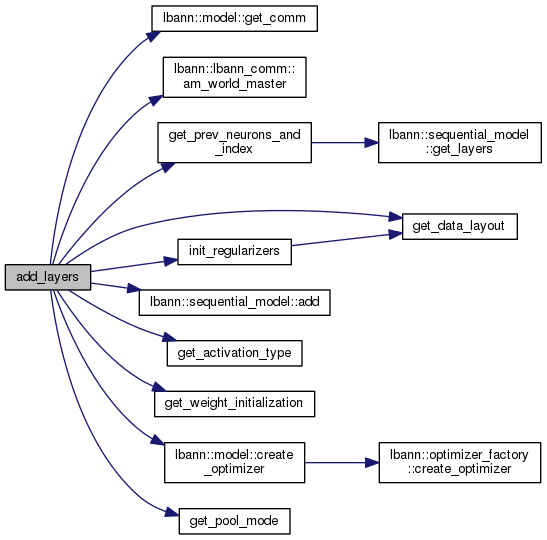 lbann::model::get_comm
lbann::lbann_comm::
am_world_master
get_prev_neurons_and
_index
lbann::sequential_model
::get_layers
get_data_layout
init_regularizers
add_layers
lbann::sequential_model::add
get_activation_type
get_weight_initialization
lbann::model::create
_optimizer
lbann::optimizer_factory
::create_optimizer
get_pool_mode